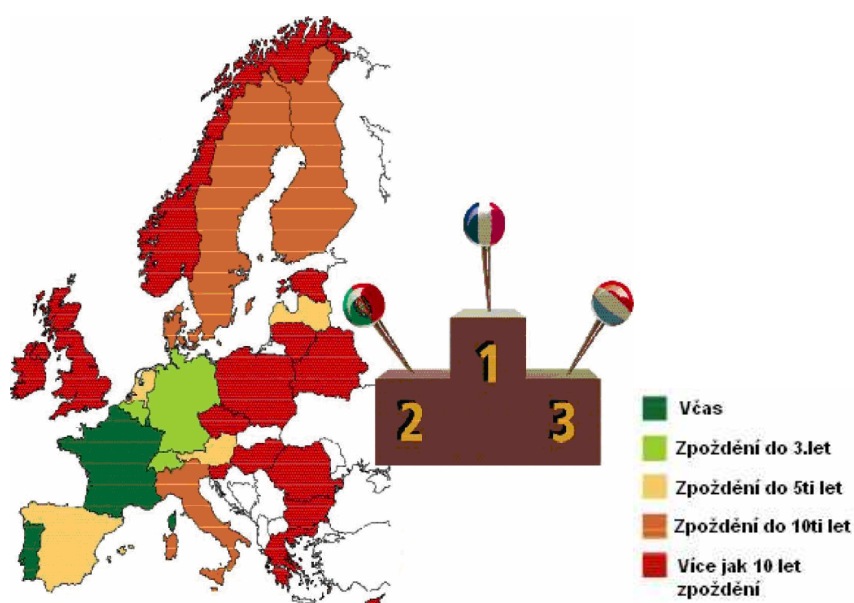 1
2
3
Včas
Zpoždění do 3.let
Zpoždění do 5ti let
Zpoždění do 10ti let
Více jak 10 let
zpoždění